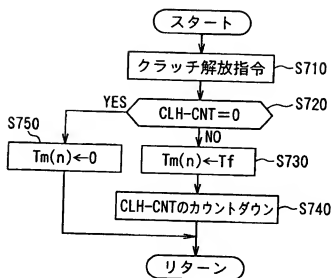 スタート
クラッチ解放指令 S710
CLH-CNT=0 S720
YES
NO
S750
Tm(n)←0
Tm(n)←Tf S730
CLH-CNTのカウントダウン S740
リターン